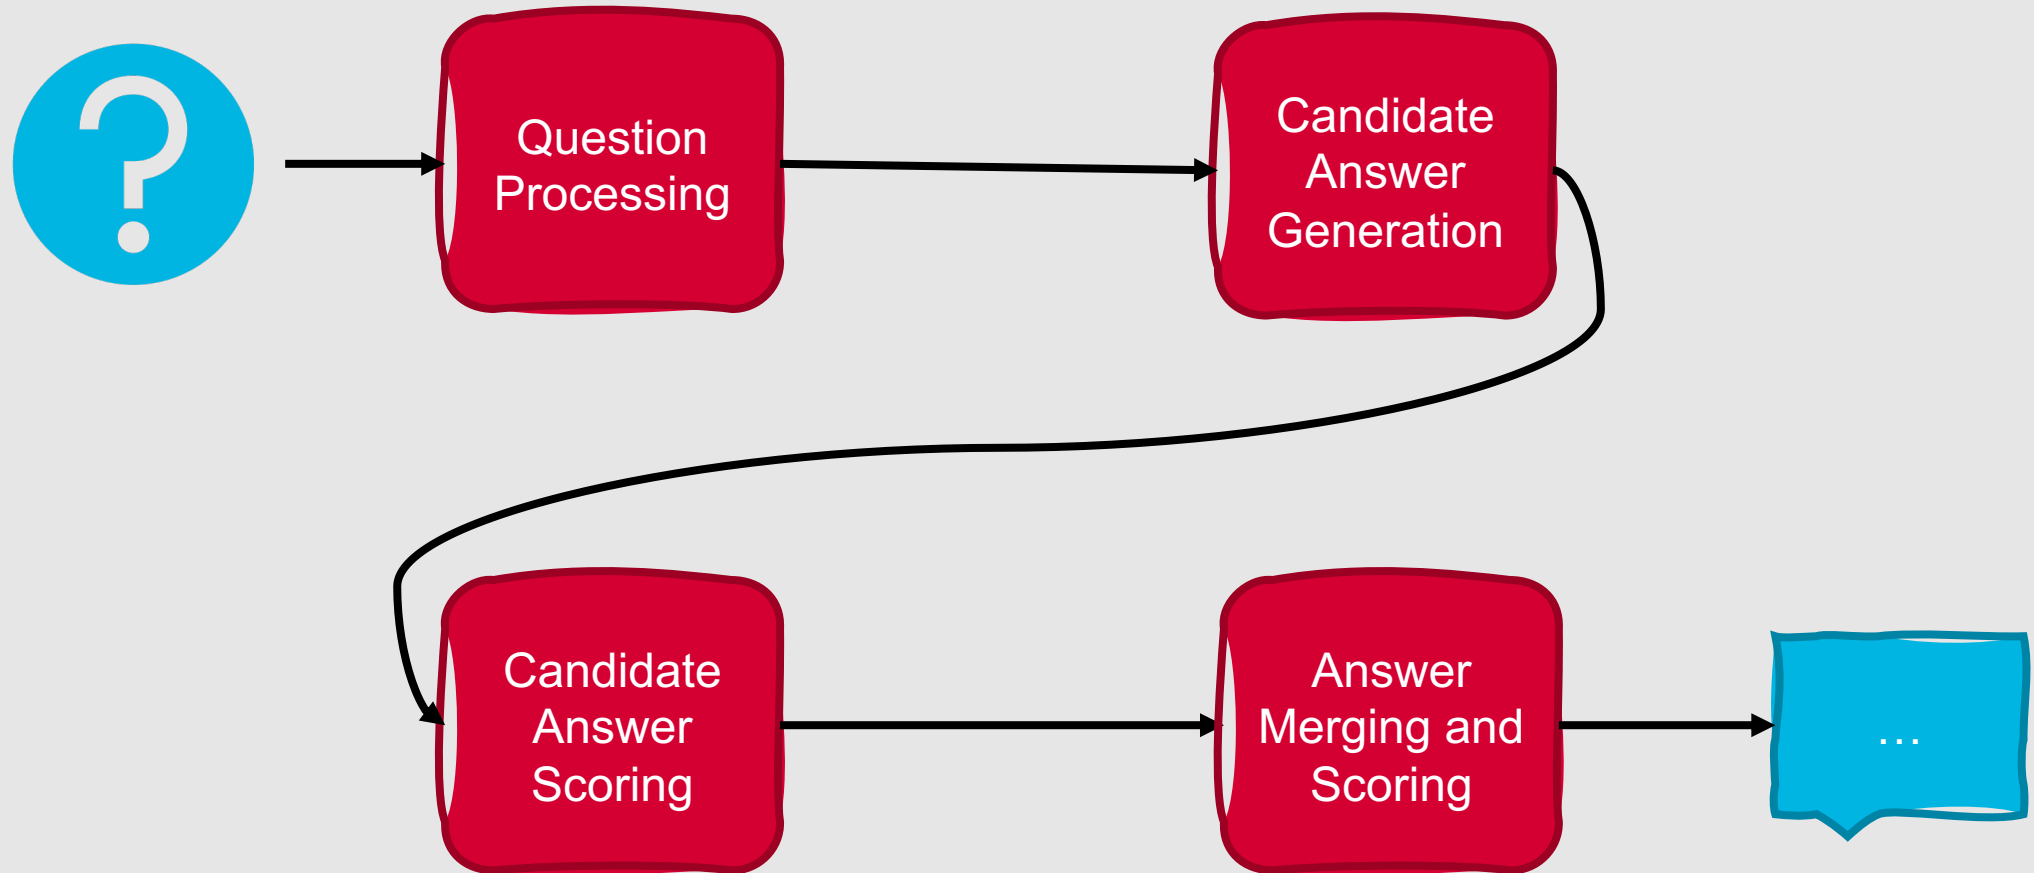 ?
Question
Processing
Candidate
Answer
Generation
Candidate
Answer
Scoring
Answer
Merging and
Scoring
…